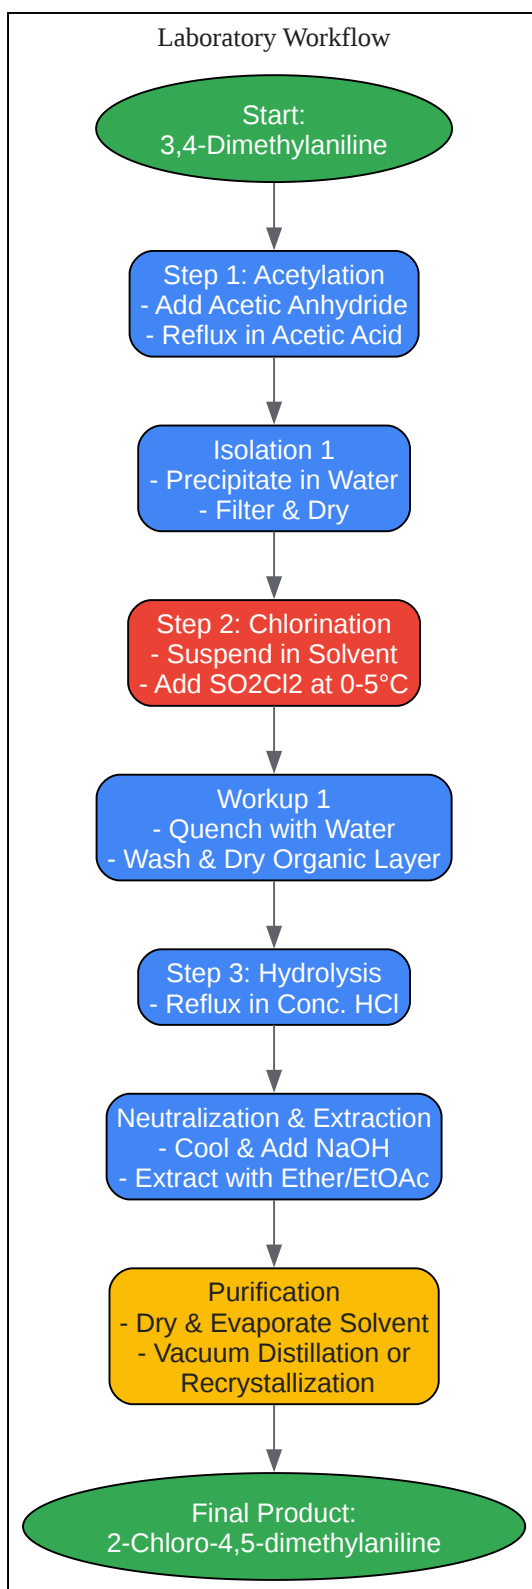 Laboratory Workflow
Start:
3,4-Dimethylaniline
Step 1: Acetylation
- Add Acetic Anhydride
- Reflux in Acetic Acid
Isolation 1
- Precipitate in Water
- Filter & Dry
Step 2: Chlorination
- Suspend in Solvent
- Add SO2Cl2 at 0-5°C
Workup 1
- Quench with Water
- Wash & Dry Organic Layer
Step 3: Hydrolysis
- Reflux in Conc. HCl
Neutralization & Extraction
- Cool & Add NaOH
- Extract with Ether/EtOAc
Purification
- Dry & Evaporate Solvent
- Vacuum Distillation or
Recrystallization
Final Product:
2-Chloro-4,5-dimethylaniline